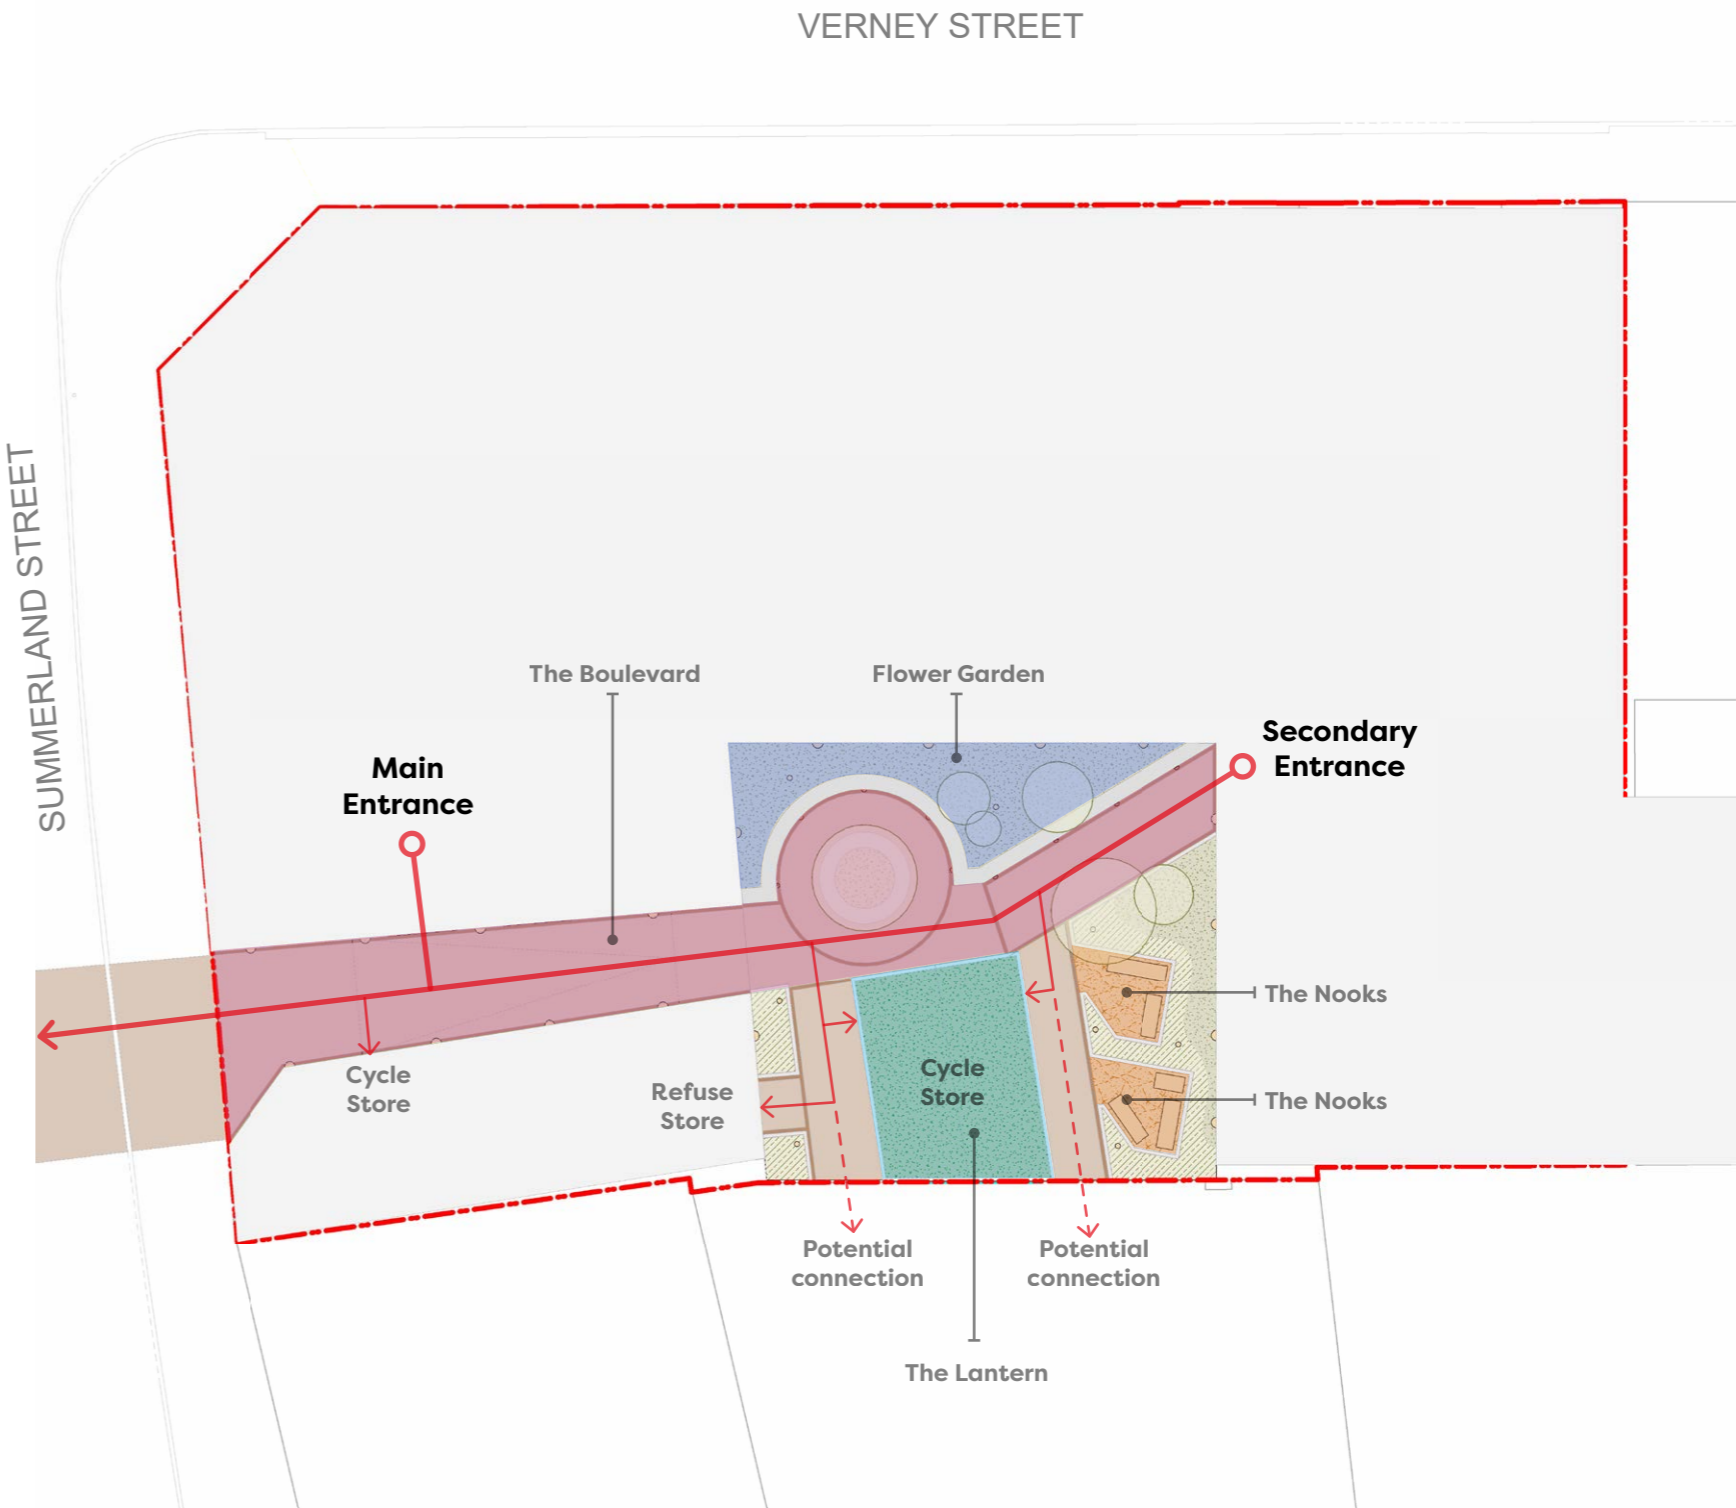 VERNEY STREET
SUMMERLAND STREET
The Boulevard
Flower Garden
Secondary
Entrance
Main
Entrance
The Nooks
Cycle
Store
Refuse
Store
Cycle
Store
The Nooks
Potential
connection
Potential
connection
The Lantern